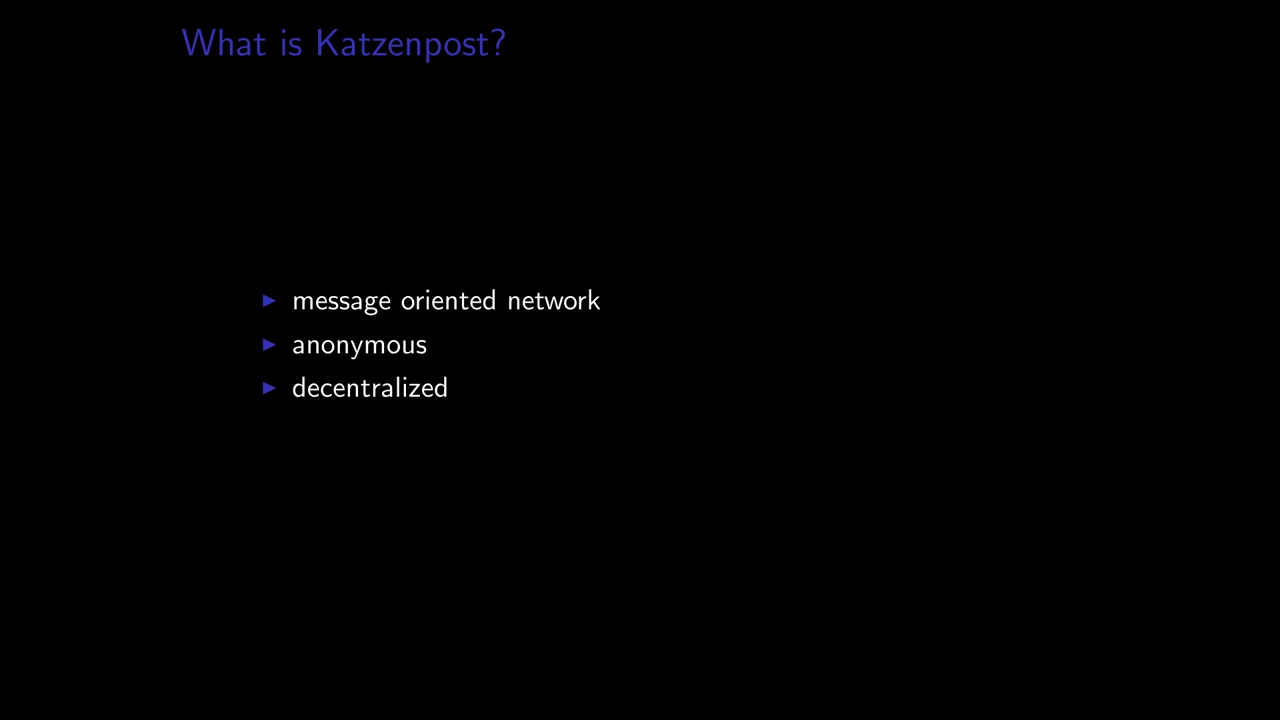 What is Katzenpost?
▶ message oriented network
▶ anonymous
▶ decentralized